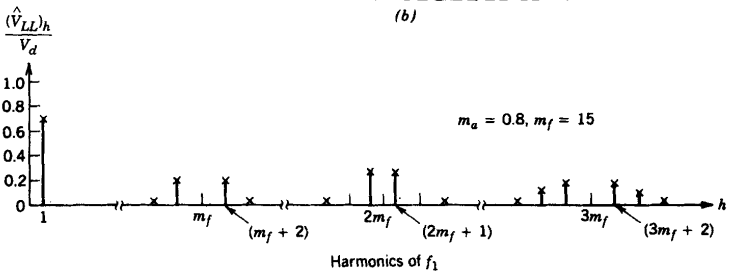 (b)
(V̂LL)h
Vd
1.0
0.8
0.6
0.4
0.2
0
ma = 0.8, mf = 15
1
mf
(mf + 2)
2mf
(2mf + 1)
3mf
(3mf + 2)
h
Harmonics of f1